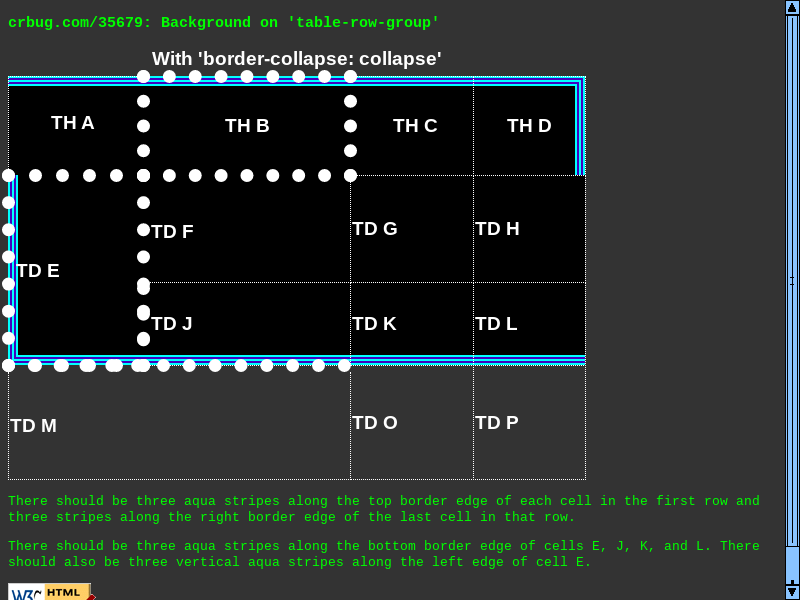 crbug.com/35679: Background on 'table-row-group'
With 'border-collapse: collapse'
TH A
TH B
TH C
TH D
TD E
TD F
TD G
TD H
TD J
TD K
TD L
TD M
TD O
TD P
There should be three aqua stripes along the top border edge of each cell in the first row and
three stripes along the right border edge of the last cell in that row.
There should be three aqua stripes along the bottom border edge of cells E, J, K, and L. There
should also be three vertical aqua stripes along the left edge of cell E.
W3C HTML